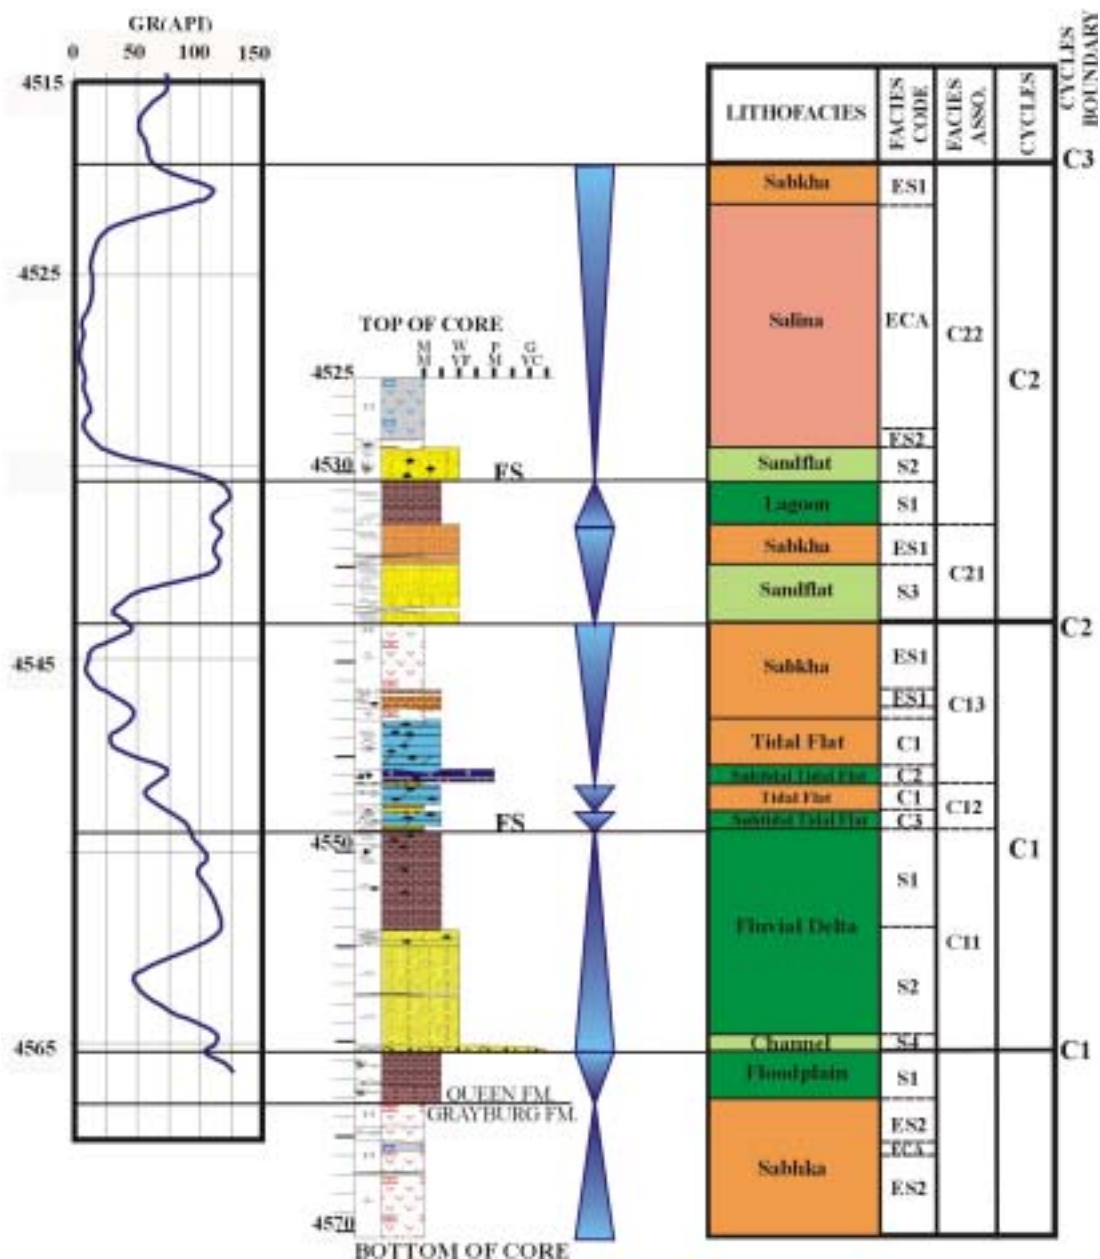 GR(API)
0 50 100 150
4515
4525
4545
4550
4565
TOP OF CORE
M W P G
M VF M VC
4525
4530
4570
BOTTOM OF CORE
FS
FS
QUEEN FM.
GRAYBURG FM.
LITHOFACIES
FACIES CODE
FACIES ASSO.
CYCLES
CYCLES BOUNDARY
Sabkha ES1
Salina ECA
ES2
Sandflat S2
Lagoon S1
Sabkha ES1
Sandflat S3
Sabkha ES1
ES1
Tidal Flat C1
Subtidal Tidal Flat C2
Tidal Flat C1
Subtidal Tidal Flat C3
Fluvial Delta S1
S2
Channel S4
Floodplain S1
Sabhka ES2
ECA
ES2
C22
C21
C13
C12
C11
C2
C1
C3
C2
C1